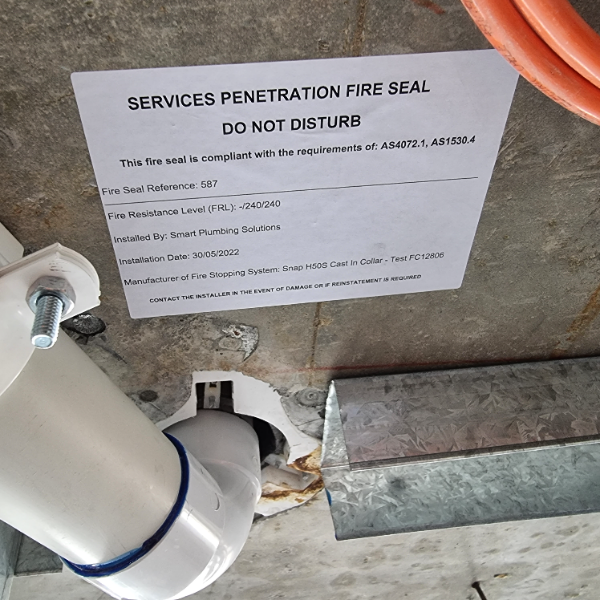 SERVICES PENETRATION FIRE SEAL
DO NOT DISTURB
This fire seal is compliant with the requirements of: AS4072.1, AS1530.4
Fire Seal Reference: 587
Fire Resistance Level (FRL): -/240/240
Installed By: Smart Plumbing Solutions
Installation Date: 30/05/2022
Manufacturer of Fire Stopping System: Snap H50S Cast In Collar - Test FC12806
CONTACT THE INSTALLER IN THE EVENT OF DAMAGE OR IF REINSTATEMENT IS REQUIRED